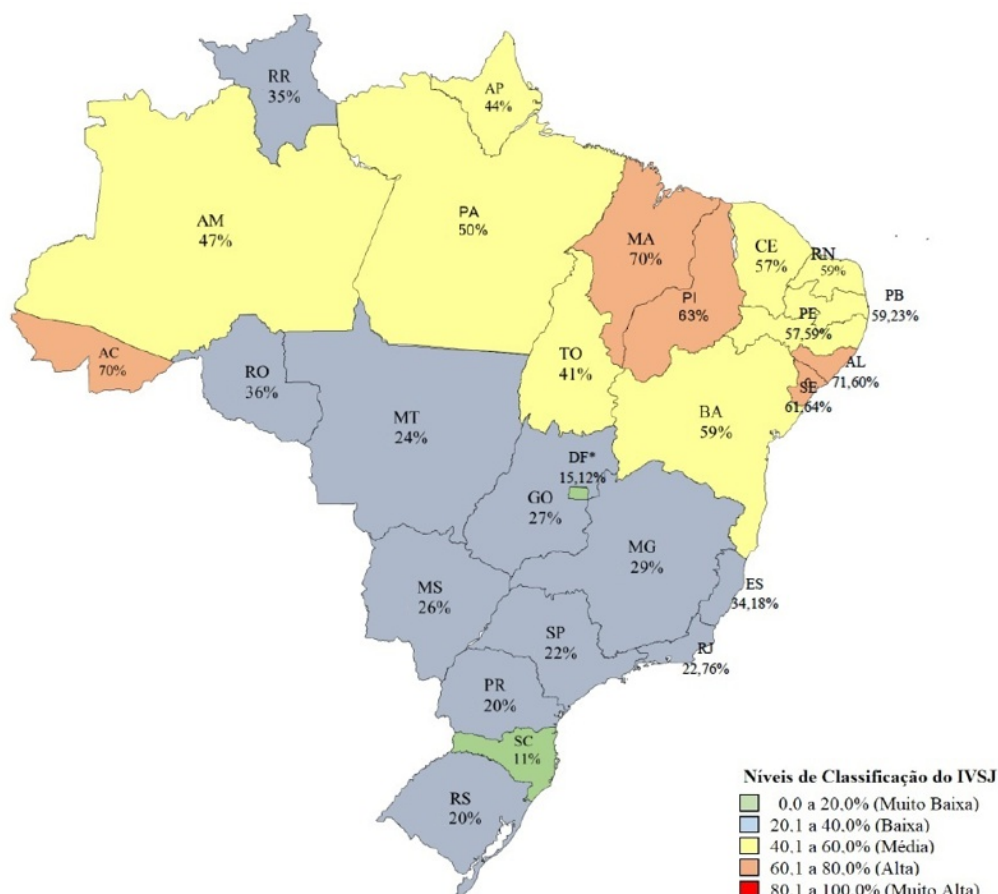 RR
35%
AP
44%
AM
47%
PA
50%
MA
70%
CE
57%
RN
59%
PB
59,23%
PI
63%
PE
57,59%
AC
70%
TO
41%
AL
71,60%
RO
36%
SE
61,64%
MT
24%
BA
59%
DF*
15,12%
GO
27%
MG
29%
MS
26%
ES
34,18%
SP
22%
RJ
22,76%
PR
20%
SC
11%
RS
20%
Níveis de Classificação do IVSJ
0,0 a 20,0% (Muito Baixa)
20,1 a 40,0% (Baixa)
40,1 a 60,0% (Média)
60,1 a 80,0% (Alta)
80,1 a 100,0% (Muito Alta)